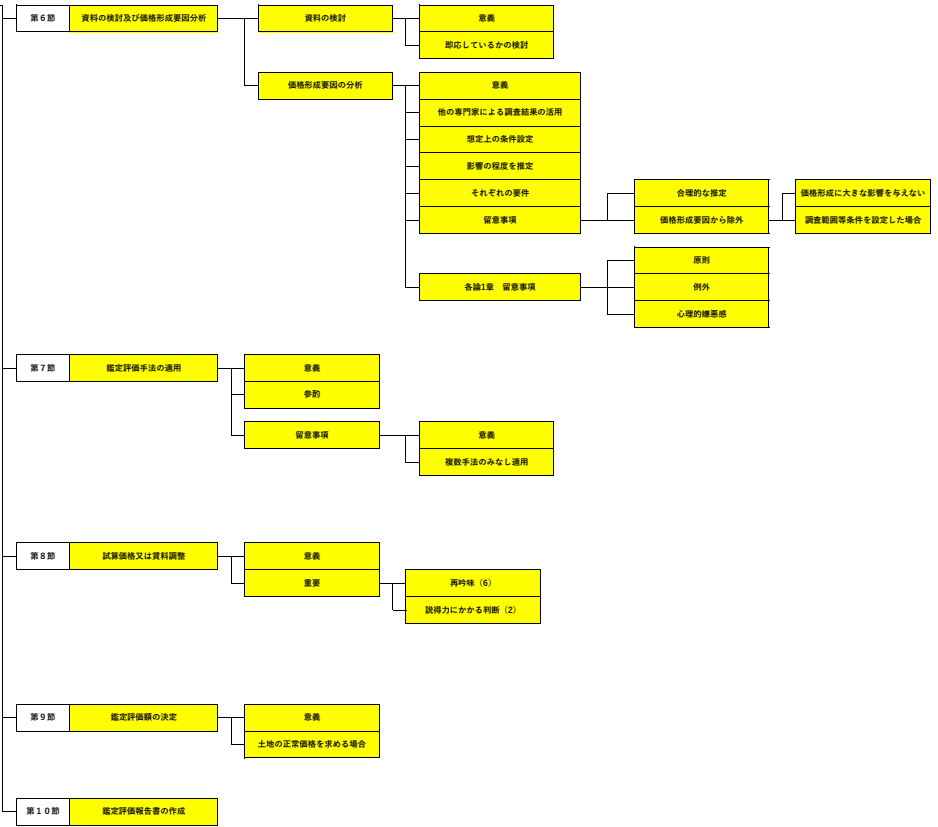 第６節 資料の検討及び価格形成要因分析 資料の検討 意義
即応しているかの検討
価格形成要因の分析 意義
他の専門家による調査結果の活用
想定上の条件設定
影響の程度を推定
それぞれの要件 合理的な推定 価格形成に大きな影響を与えない
留意事項 価格形成要因から除外 調査範囲等条件を設定した場合
原則
各論1章　留意事項 例外
心理的嫌悪感
第７節 鑑定評価手法の適用 意義
参酌
留意事項 意義
複数手法のみなし適用
第８節 試算価格又は賃料調整 意義
重要 再吟味（6）
説得力にかかる判断（2）
第９節 鑑定評価額の決定 意義
土地の正常価格を求める場合
第１０節 鑑定評価報告書の作成